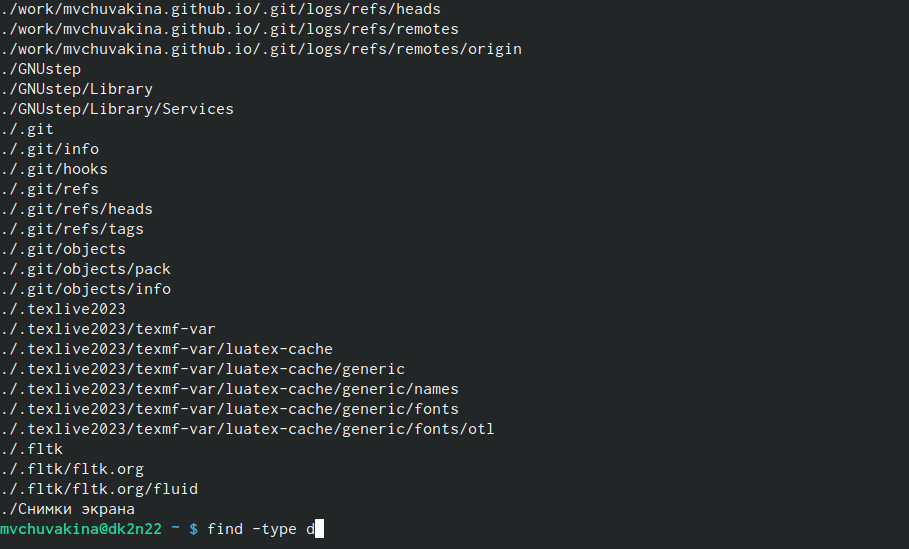 ./work/mvchuvakina.github.io/.git/logs/refs/heads
./work/mvchuvakina.github.io/.git/logs/refs/remotes
./work/mvchuvakina.github.io/.git/logs/refs/remotes/origin
./GNUstep
./GNUstep/Library
./GNUstep/Library/Services
./.git
./.git/info
./.git/hooks
./.git/refs
./.git/refs/heads
./.git/refs/tags
./.git/objects
./.git/objects/pack
./.git/objects/info
./.texlive2023
./.texlive2023/texmf-var
./.texlive2023/texmf-var/luatex-cache
./.texlive2023/texmf-var/luatex-cache/generic
./.texlive2023/texmf-var/luatex-cache/generic/names
./.texlive2023/texmf-var/luatex-cache/generic/fonts
./.texlive2023/texmf-var/luatex-cache/generic/fonts/otl
./.fltk
./.fltk/fltk.org
./.fltk/fltk.org/fluid
./Снимки экрана
mvchuvakina@dk2n22 ~ $ find -type d